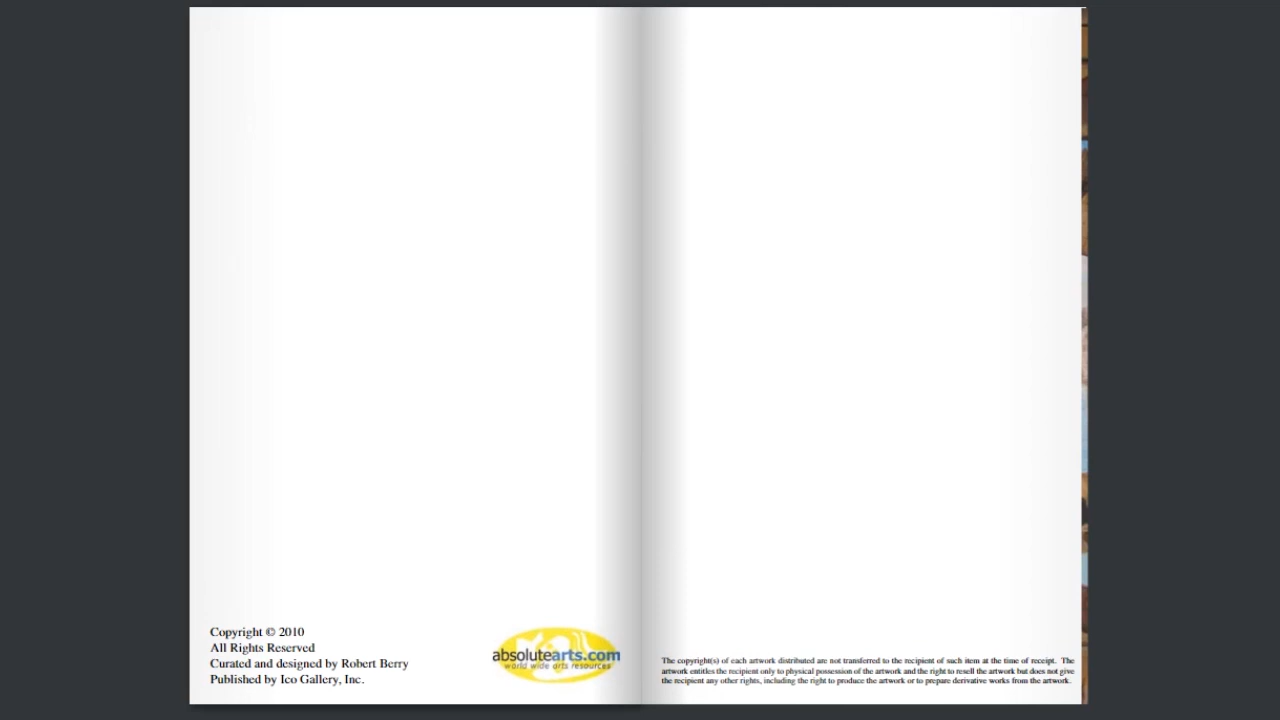 Copyright © 2010
All Rights Reserved
Curated and designed by Robert Berry
Published by Ico Gallery, Inc.
absolutearts.com
world wide arts resources
The copyright(s) of each artwork distributed are not transferred to the recipient of such item at the time of receipt. The
artwork entitles the recipient only to physical possession of the artwork and the right to resell the artwork but does not give
the recipient any other rights, including the right to produce the artwork or to prepare derivative works from the artwork.